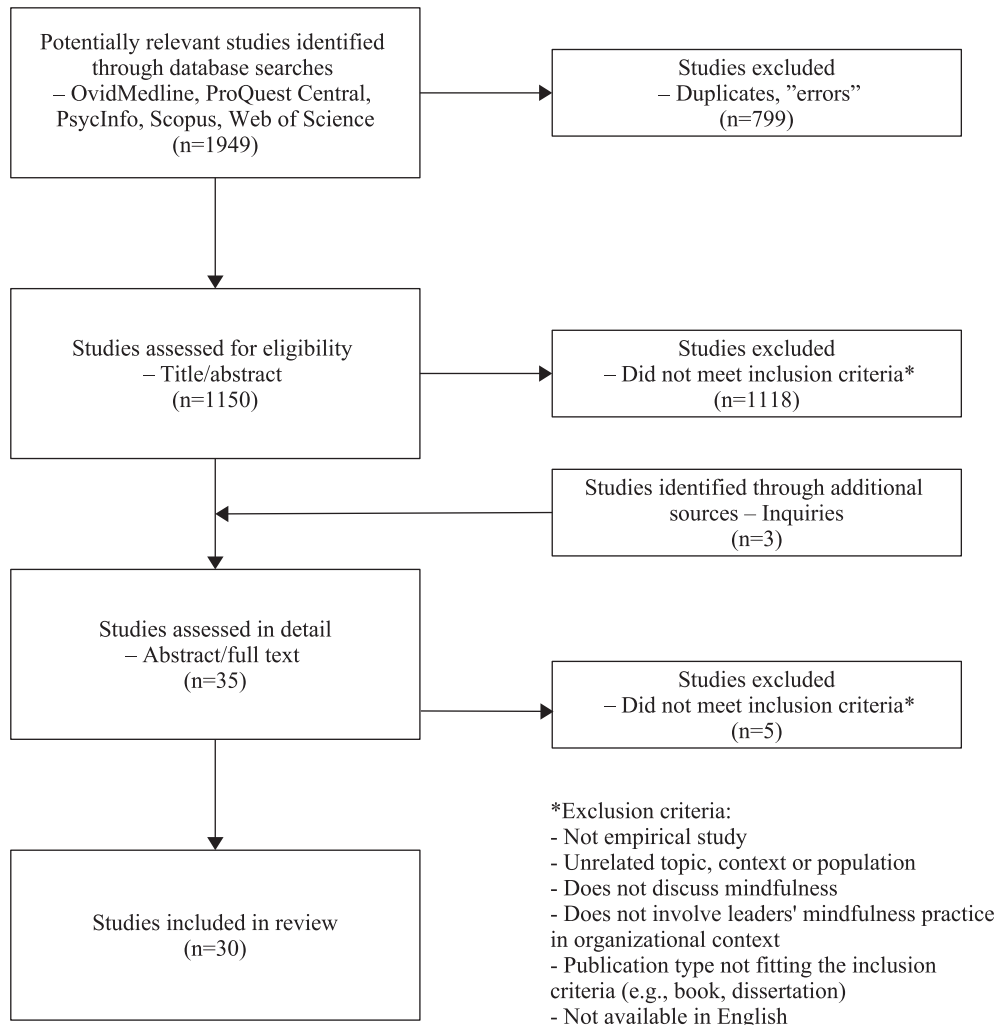 Potentially relevant studies identified
through database searches
– OvidMedline, ProQuest Central,
PsycInfo, Scopus, Web of Science
(n=1949)
Studies excluded
– Duplicates, ”errors”
(n=799)
Studies assessed for eligibility
– Title/abstract
(n=1150)
Studies excluded
– Did not meet inclusion criteria*
(n=1118)
Studies identified through additional
sources – Inquiries
(n=3)
Studies assessed in detail
– Abstract/full text
(n=35)
Studies excluded
– Did not meet inclusion criteria*
(n=5)
Studies included in review
(n=30)
*Exclusion criteria:
- Not empirical study
- Unrelated topic, context or population
- Does not discuss mindfulness
- Does not involve leaders' mindfulness practice
in organizational context
- Publication type not fitting the inclusion
criteria (e.g., book, dissertation)
- Not available in English